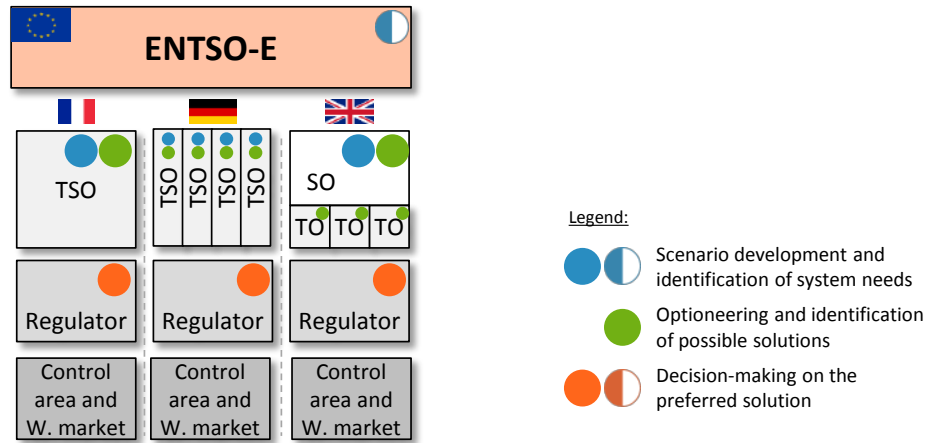 ENTSO-E
TSO
TSO
TSO
TSO
TSO
SO
TO
TO
TO
Regulator
Regulator
Regulator
Control
area and
W. market
Control
area and
W. market
Control
area and
W. market
Legend:
Scenario development and
identification of system needs
Optioneering and identification
of possible solutions
Decision-making on the
preferred solution